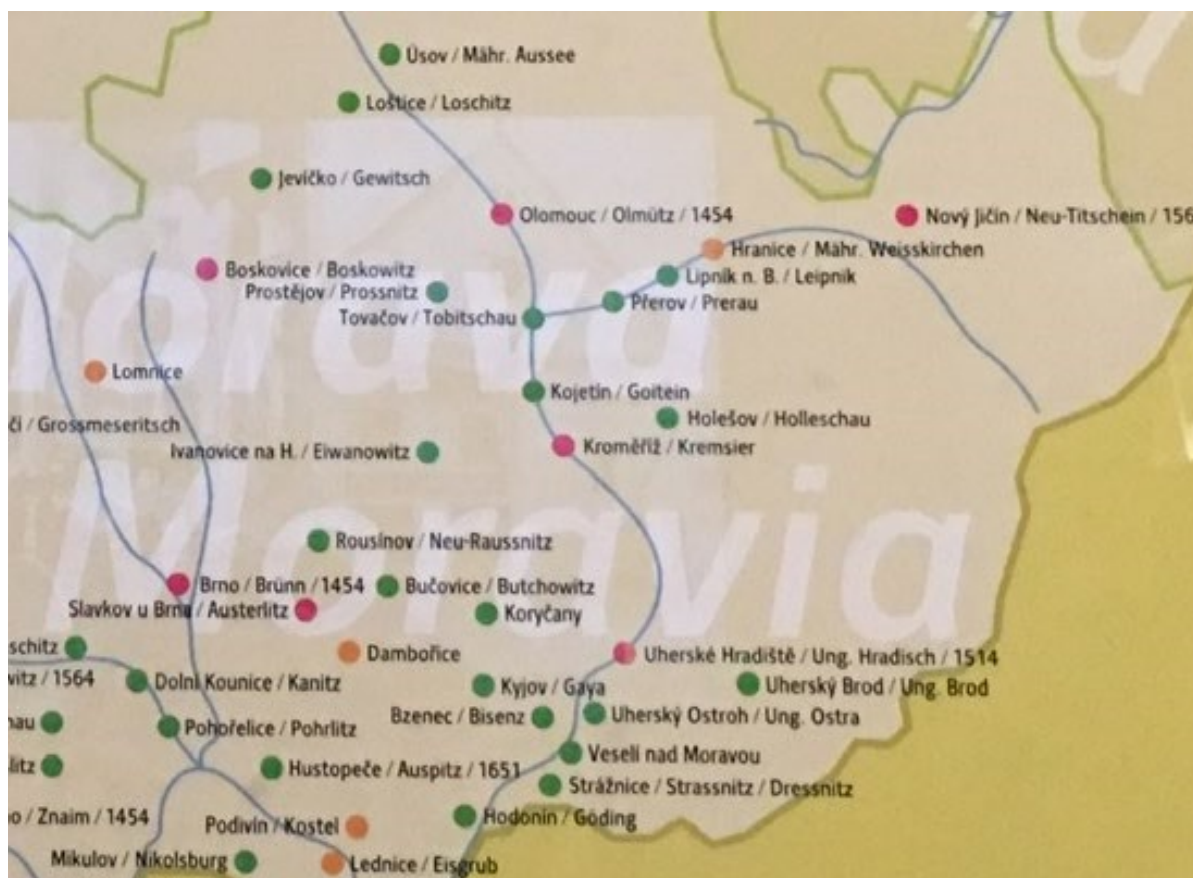 Úsov / Mähr. Aussee
Loštice / Loschitz
Jevíčko / Gewitsch
Olomouc / Olmütz / 1454
Nový Jičín / Neu-Titschein / 156
Hranice / Mähr. Weisskirchen
Boskovice / Boskowitz
Lipník n. B. / Leipnik
Prostějov / Prossnitz
Přerov / Prerau
Tovačov / Tobitschau
Lomnice
Kojetín / Goitein
Holešov / Holleschau
čí / Grossmeseritsch
Kroměříž / Kremsier
Ivanovice na H. / Eiwanowitz
Morava
Moravia
Rousínov / Neu-Raussnitz
Brno / Brünn / 1454
Bučovice / Butchowitz
Slavkov u Brna / Austerlitz
Koryčany
schitz
Dambořice
Uherské Hradiště / Ung. Hradisch / 1514
vitz / 1564
Dolní Kounice / Kanitz
Kyjov / Gaya
Uherský Brod / Ung. Brod
Bzenec / Bisenz
Uherský Ostroh / Ung. Ostra
Pohořelice / Pohrlitz
Veselí nad Moravou
litz
Hustopeče / Auspitz / 1651
Strážnice / Strassnitz / Dressnitz
o / Znaim / 1454
Podivín / Kostel
Hodonín / Göding
Mikulov / Nikolsburg
Lednice / Eisgrub